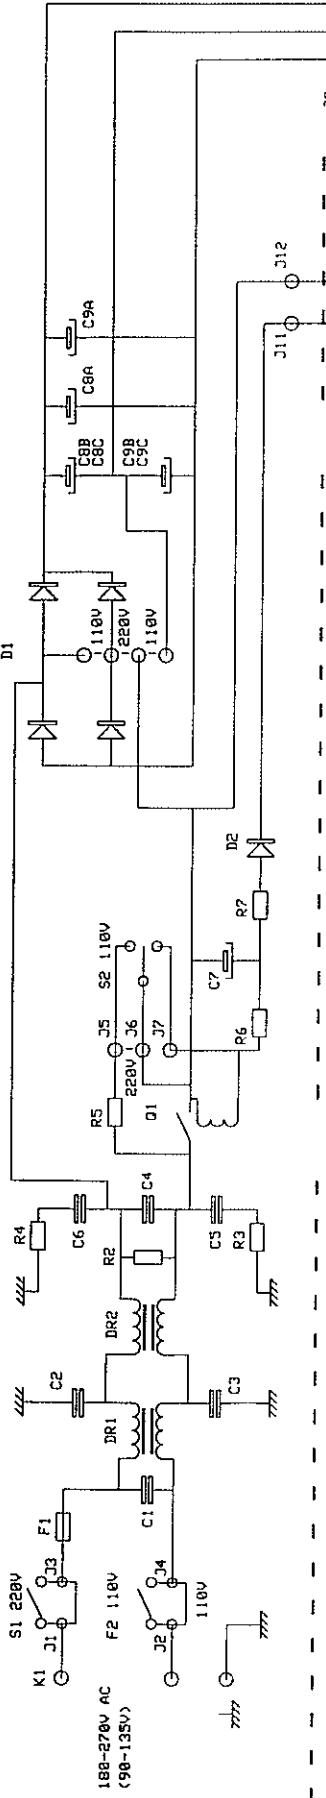 180-270V AC
(90-135V)
K1
S1 220V
J1
J3
F1
F2 110V
J2
J4
110V
C1
DR1
C2
C3
DR2
R2
R4
C6
C4
C5
R3
R5
Q1
J5
220V
J6
J7
S2 110V
R6
C7
R7
D2
D1
110V
220V
110V
C8B
C8C
C9B
C9C
C8A
C9A
J11
J12